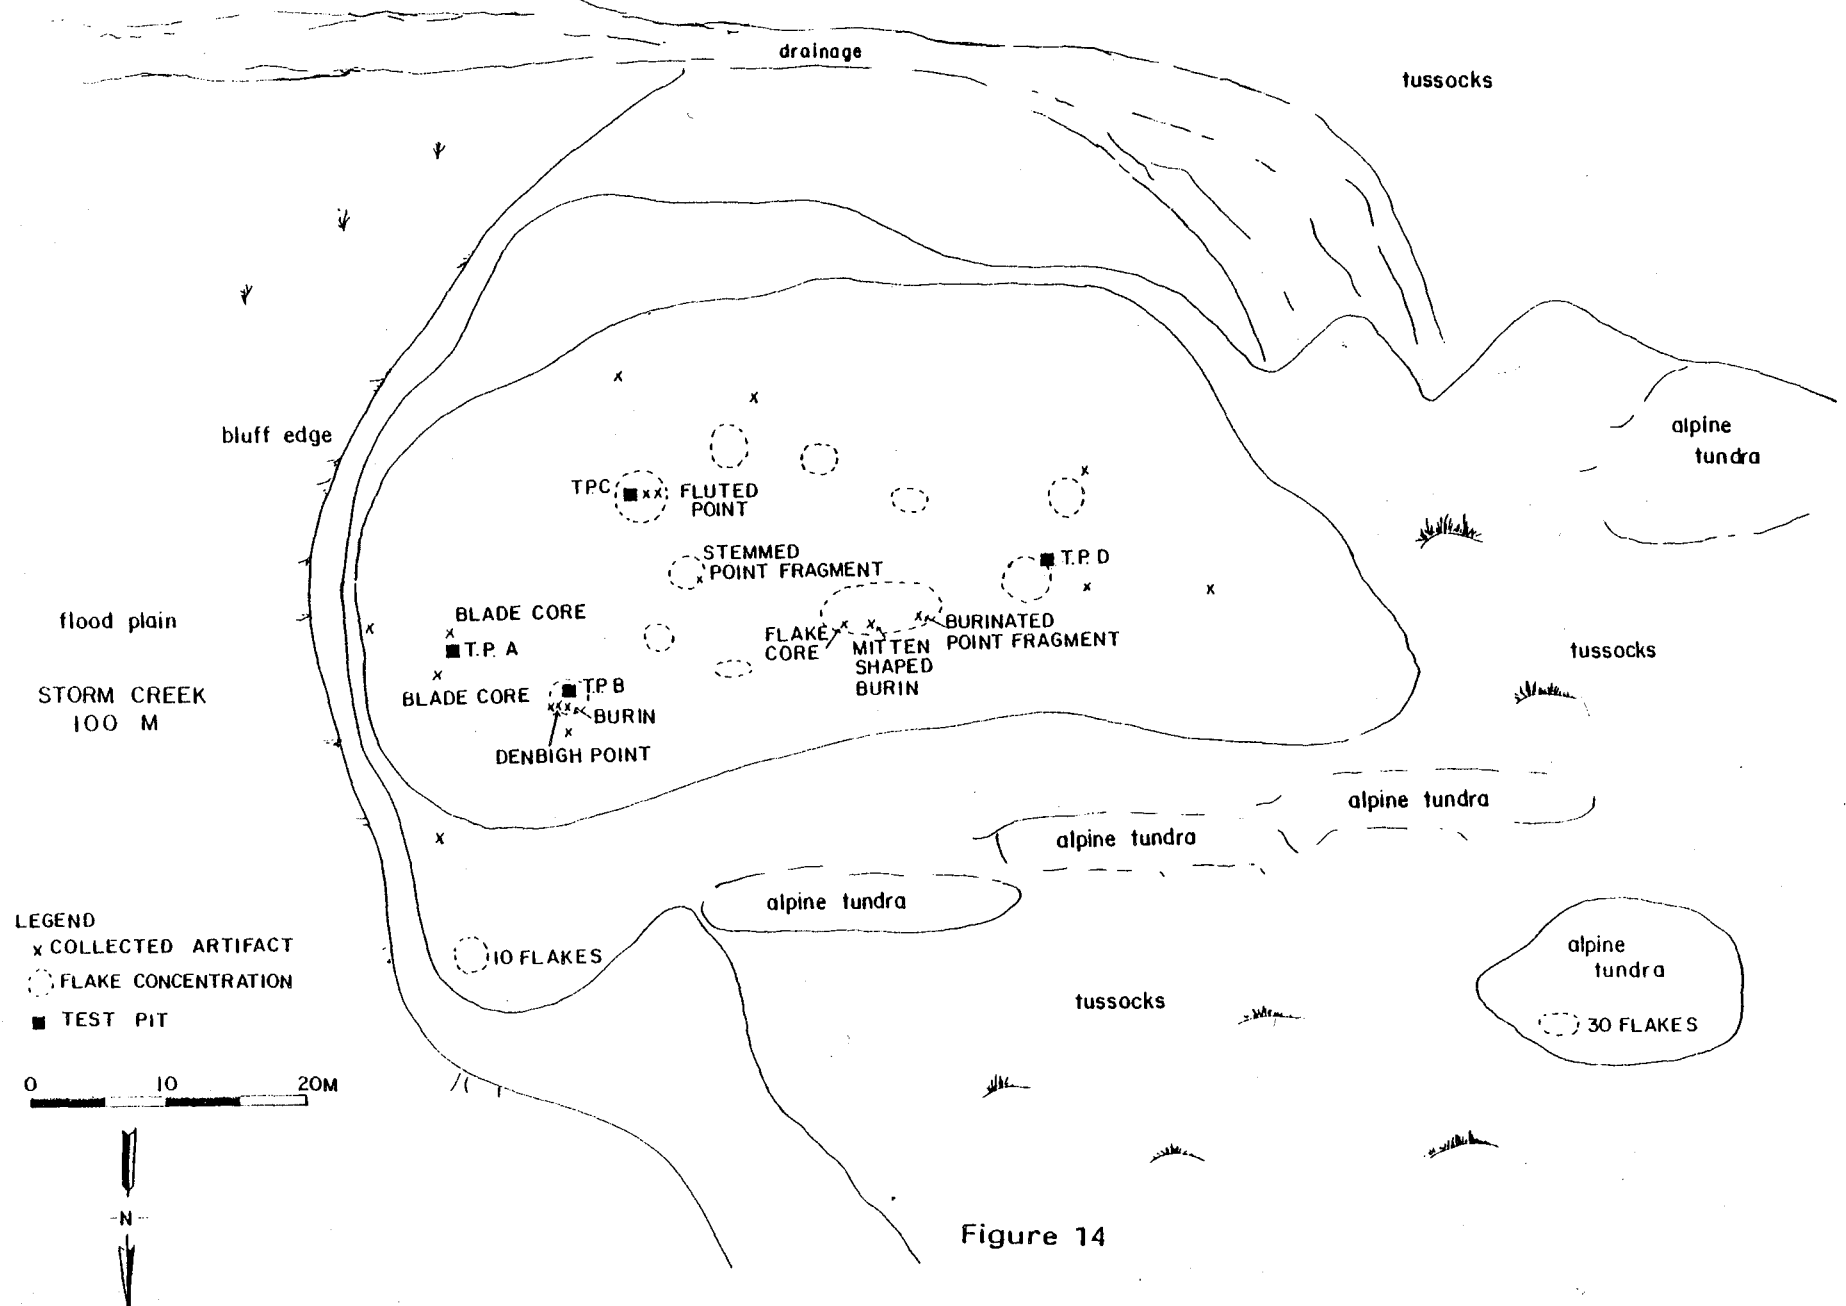 drainage
tussocks
alpine
tundra
bluff edge
T.P.C
FLUTED
POINT
STEMMED
POINT FRAGMENT
T.P. D
flood plain
BLADE CORE
T.P. A
FLAKE
CORE
MITTEN
SHAPED
BURIN
BURINATED
POINT FRAGMENT
tussocks
STORM CREEK
100 M
BLADE CORE
T.P. B
BURIN
DENBIGH POINT
alpine tundra
alpine tundra
alpine tundra
LEGEND
x COLLECTED ARTIFACT
FLAKE CONCENTRATION
TEST PIT
10 FLAKES
alpine
tundra
tussocks
30 FLAKES
0 10 20M
N
Figure 14